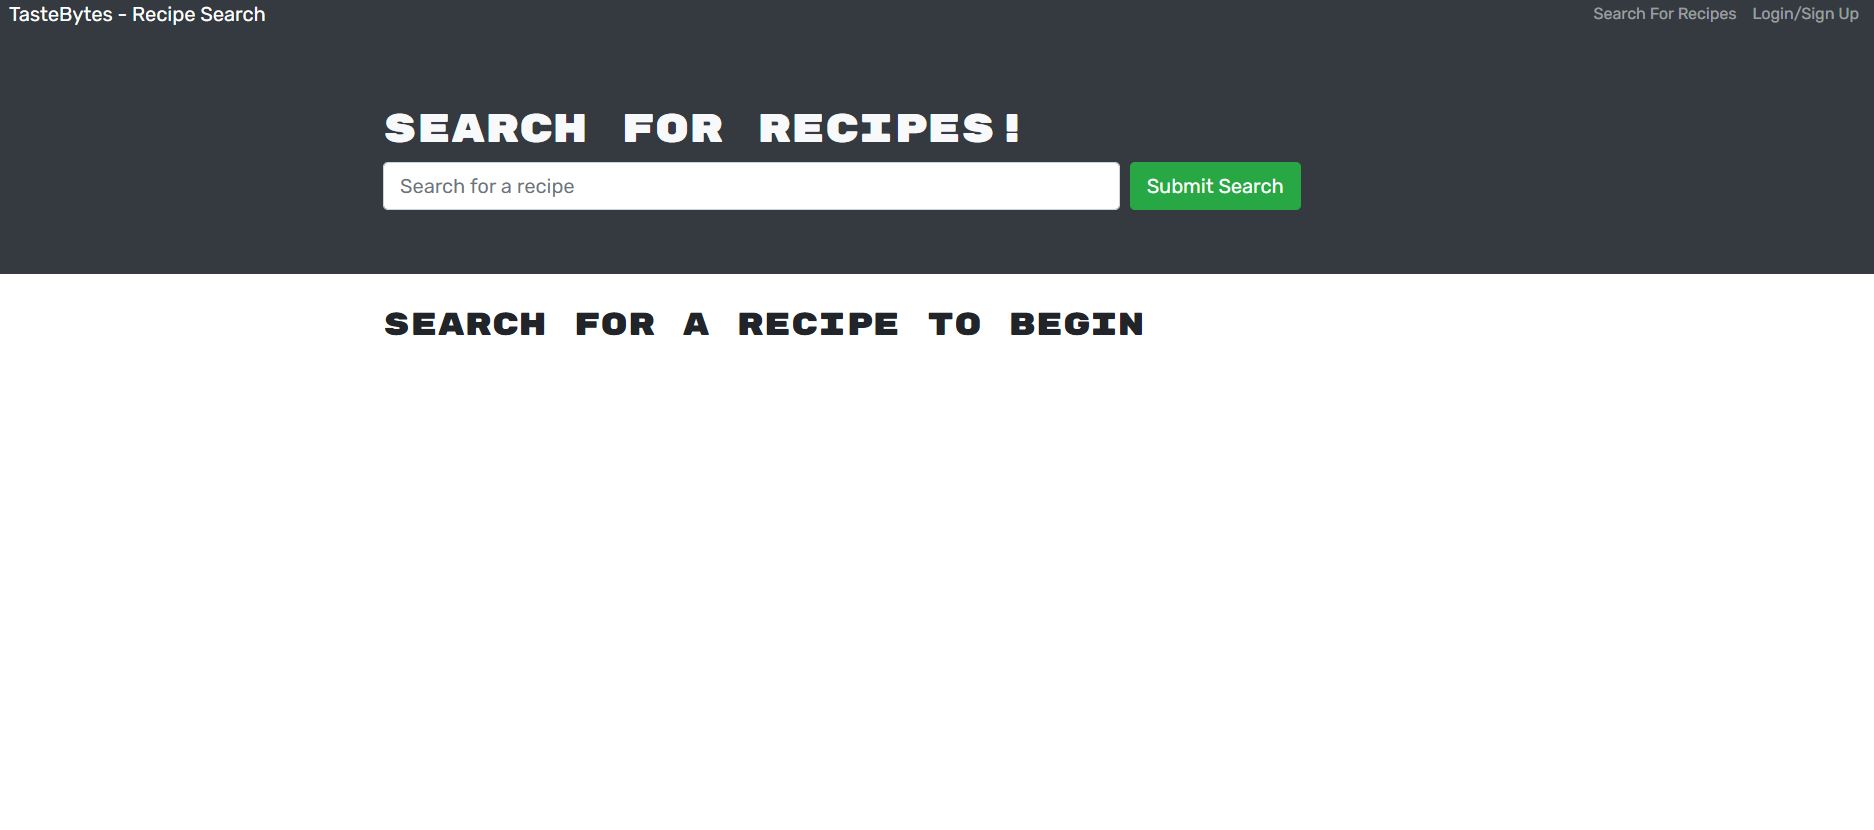 TasteBytes - Recipe Search
Search For Recipes
Login/Sign Up
SEARCH FOR RECIPES!
Search for a recipe
Submit Search
SEARCH FOR A RECIPE TO BEGIN